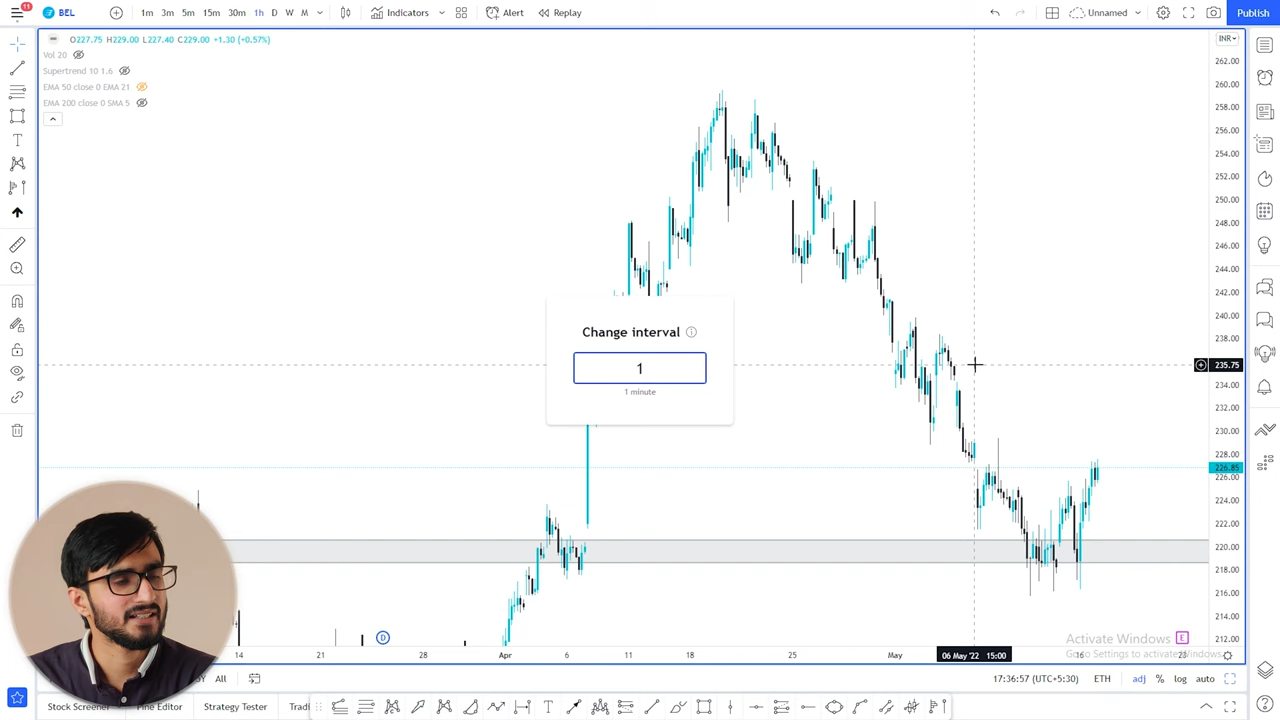 11 BEL 1m 3m 5m 15m 30m 1h D W M Indicators Alert Replay Unnamed Publish
O227.75 H229.00 L227.40 C229.00 +1.30 (+0.57%)
INR
Vol 20
Supertrend 10 1.6
EMA 50 close 0 EMA 21
EMA 200 close 0 SMA 5
262.00
260.00
258.00
256.00
254.00
252.00
250.00
248.00
246.00
244.00
242.00
240.00
238.00
235.75
234.00
232.00
230.00
228.00
226.85
226.00
224.00
222.00
220.00
218.00
216.00
214.00
212.00
Change interval
1
1 minute
D
E
Activate Windows
Go to Settings to activate Windows.
14 21 28 Apr 6 11 18 25 May 06 May '22 15:00 16 23
All 17:36:57 (UTC+5:30) ETH adj % log auto
Stock Screener Pine Editor Strategy Tester